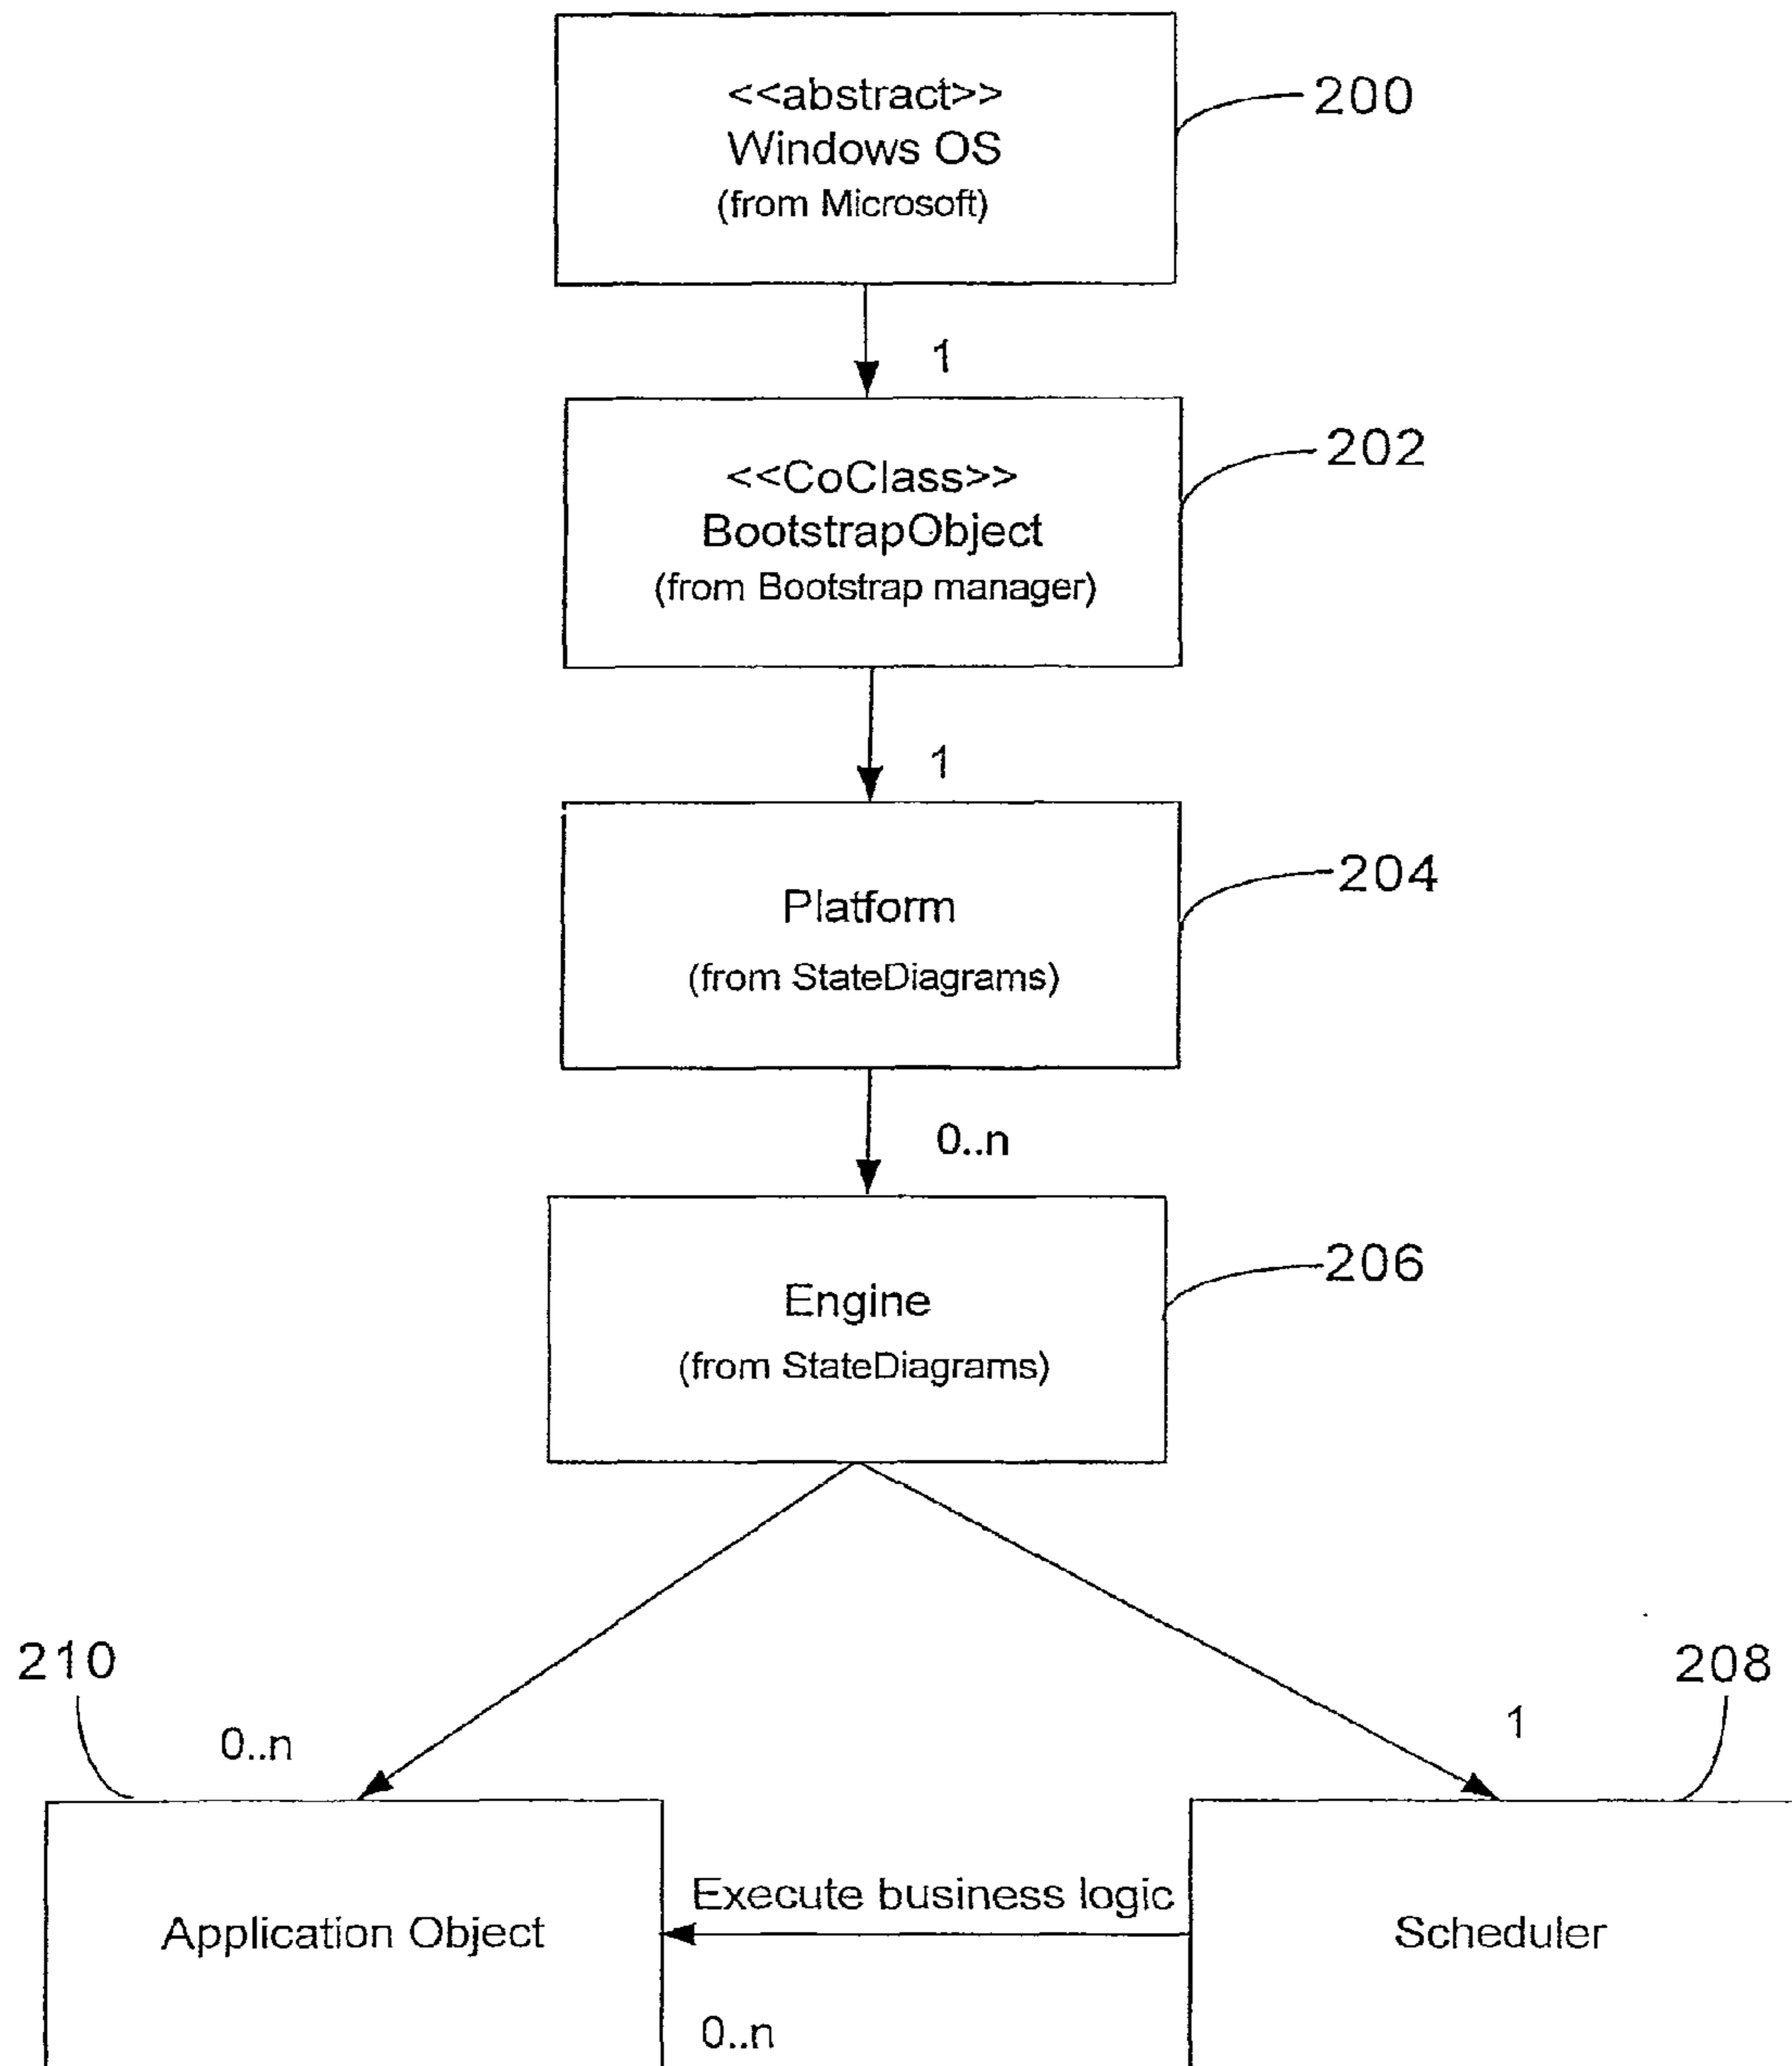 <<abstract>>
Windows OS
(from Microsoft)
200
1
<<CoClass>>
BootstrapObject
(from Bootstrap manager)
202
1
Platform
(from StateDiagrams)
204
0..n
Engine
(from StateDiagrams)
206
210
0..n
1
208
Application Object
Execute business logic
Scheduler
0..n